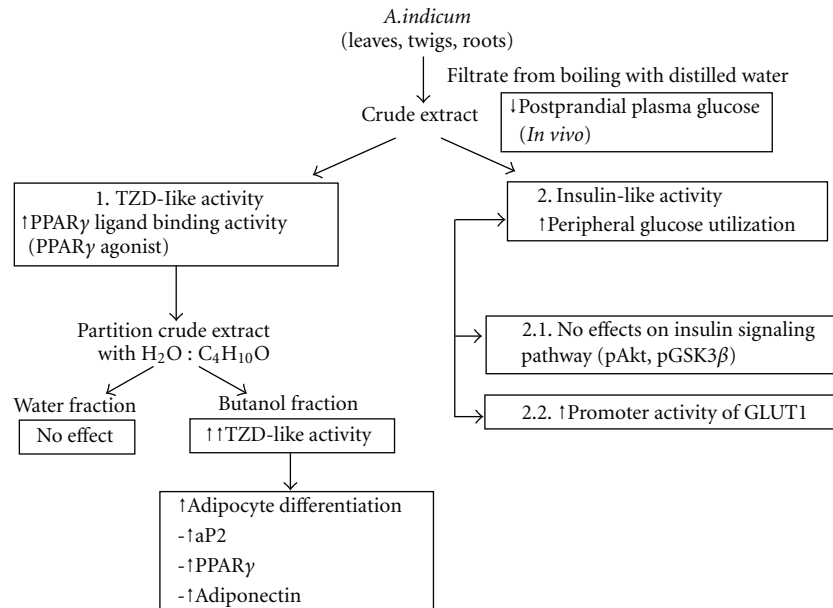 A.indicum
(leaves, twigs, roots)
Filtrate from boiling with distilled water
Crude extract
↓Postprandial plasma glucose
(In vivo)
1. TZD-Iike activity
↑PPARγ ligand binding activity
(PPARγ agonist)
2. Insulin-like activity
↑Peripheral glucose utilization
Partition crude extract
with H₂O : C₄H₁₀O
2.1. No effects on insulin signaling
pathway (pAkt, pGSK3β)
Water fraction
No effect
Butanol fraction
↑↑TZD-like activity
2.2. ↑Promoter activity of GLUT1
↑Adipocyte differentiation
-↑aP2
-↑PPARγ
-↑Adiponectin